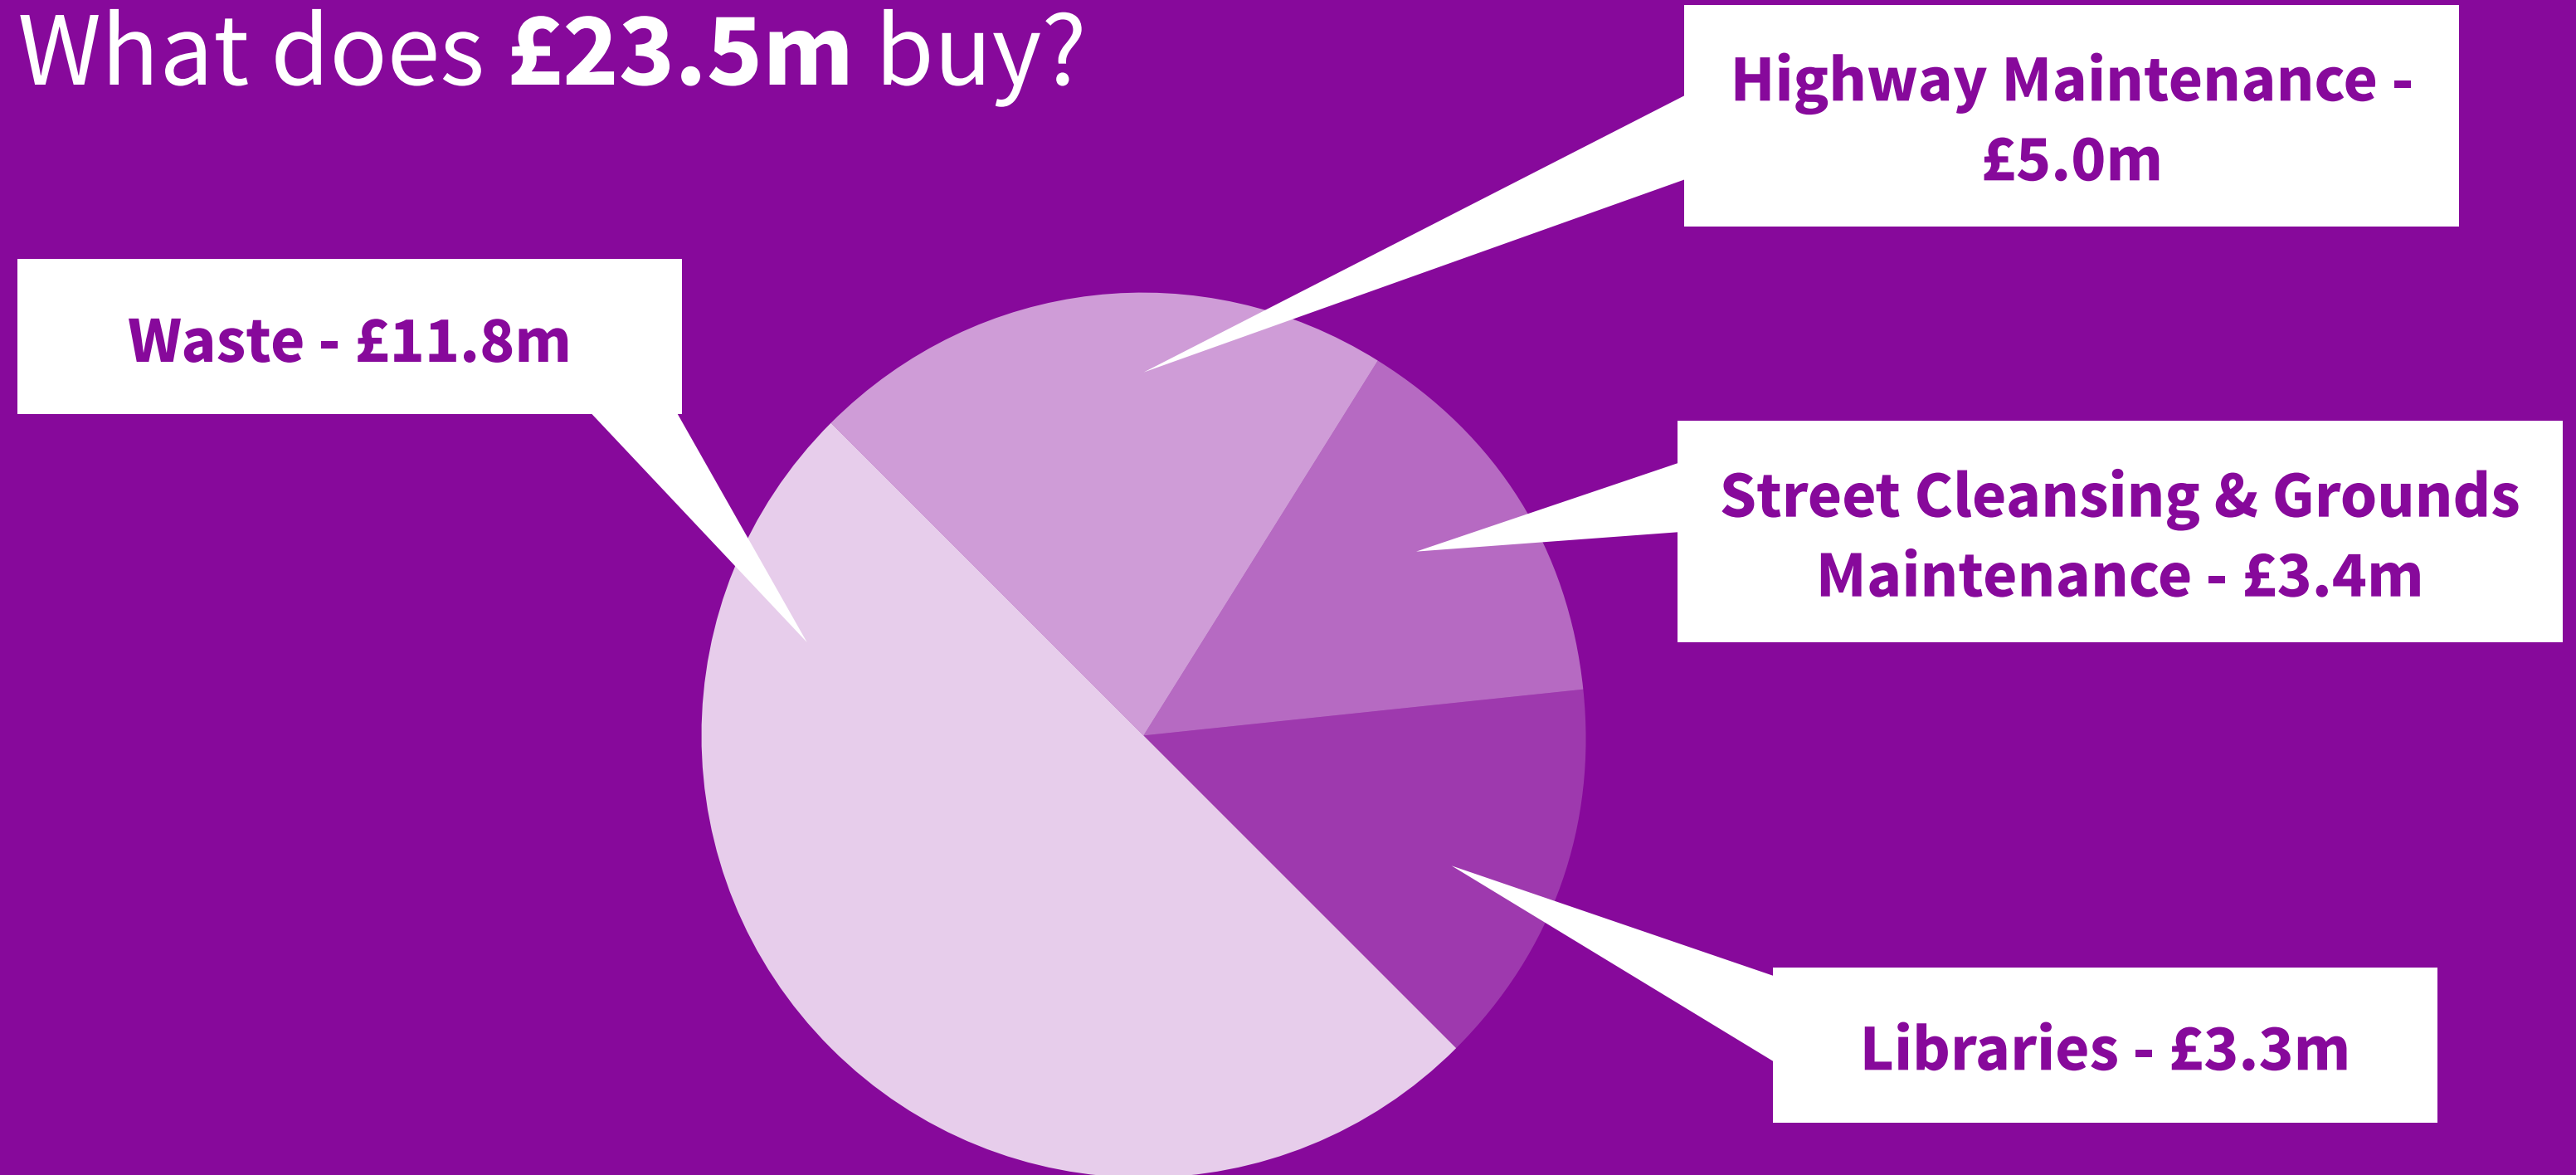 What does £23.5m buy?
Highway Maintenance -
£5.0m
Waste - £11.8m
Street Cleansing & Grounds
Maintenance - £3.4m
Libraries - £3.3m